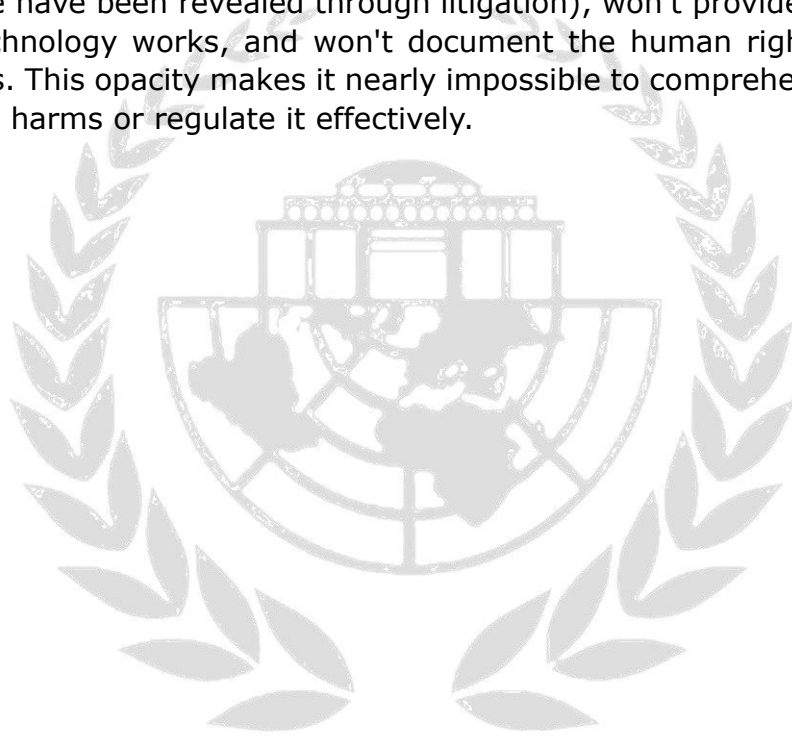 have been revealed through litigation), won't provide
technology works, and won't document the human righ
s. This opacity makes it nearly impossible to comprehe
harms or regulate it effectively.